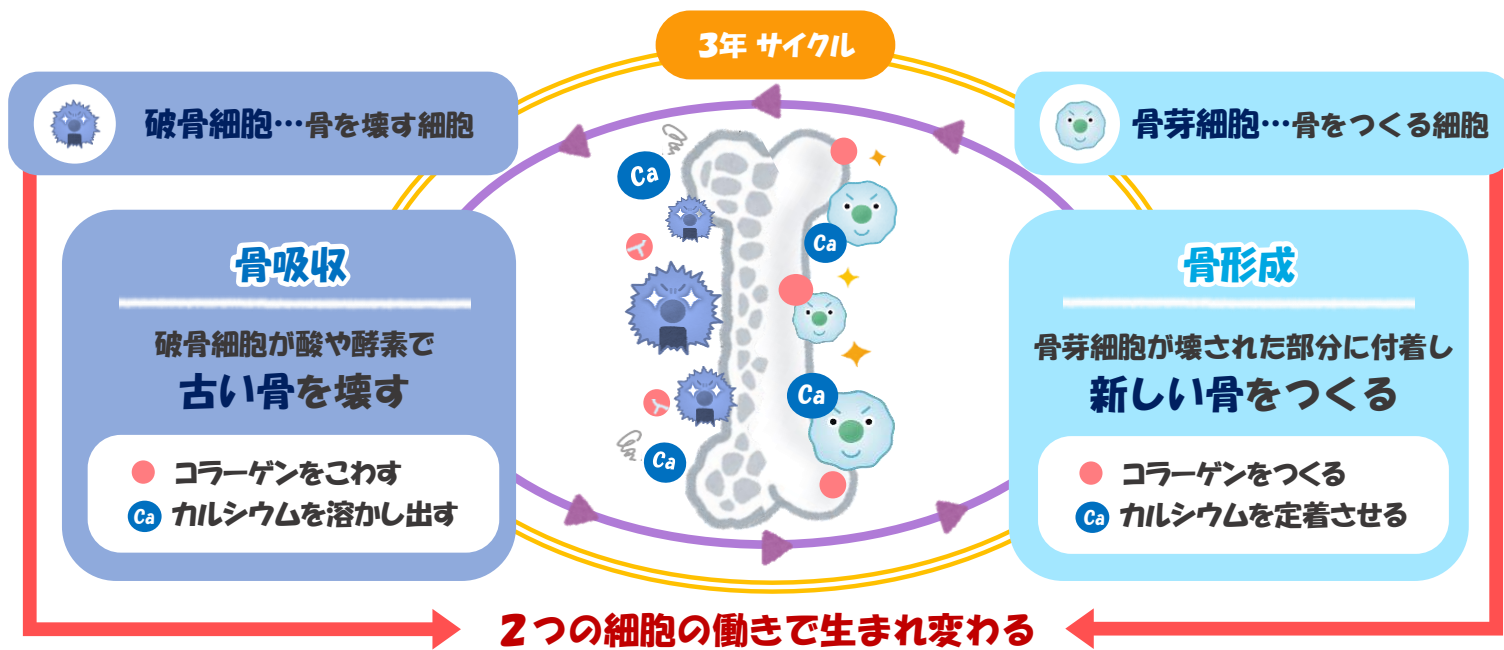 3年 サイクル
破骨細胞…骨を壊す細胞
骨芽細胞…骨をつくる細胞
骨吸収
破骨細胞が酸や酵素で
古い骨を壊す
コラーゲンをこわす
Ca カルシウムを溶かし出す
Ca
Ca
Ca
Ca
骨形成
骨芽細胞が壊された部分に付着し
新しい骨をつくる
コラーゲンをつくる
Ca カルシウムを定着させる
2つの細胞の働きで生まれ変わる